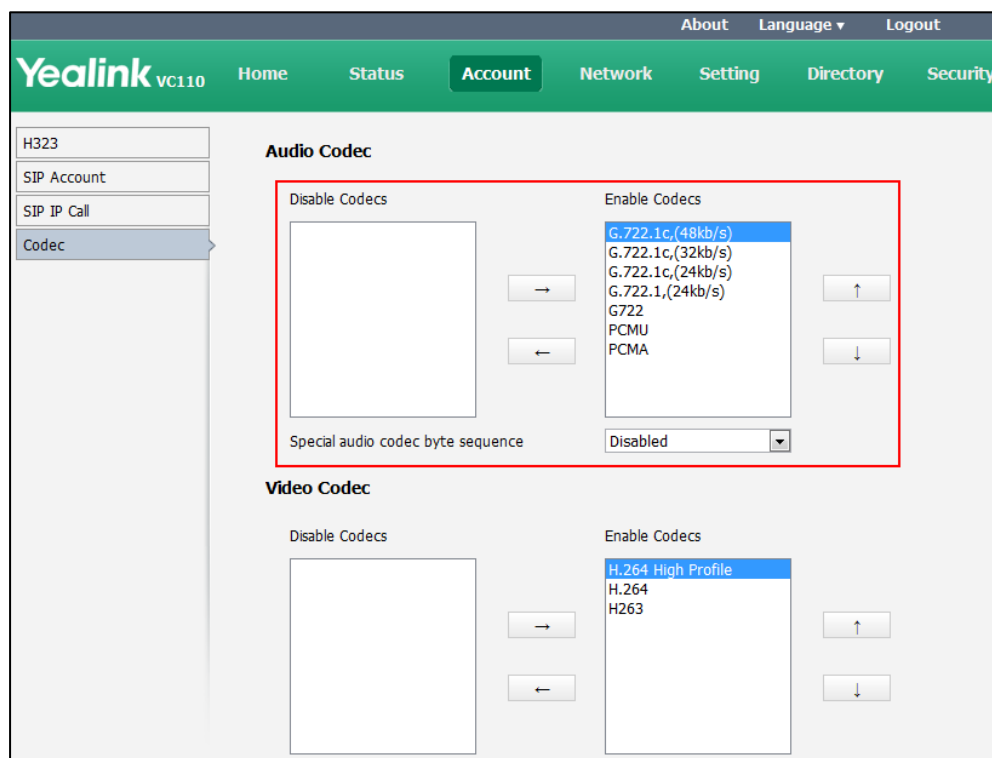 About Language ▾ Logout
Yealink VC110 Home Status Account Network Setting Directory Security
H323
SIP Account
SIP IP Call
Codec
Audio Codec
Disable Codecs Enable Codecs
G.722.1c,(48kb/s)
G.722.1c,(32kb/s)
G.722.1c,(24kb/s)
G.722.1,(24kb/s)
G722
PCMU
PCMA
→ ↑
← ↓
Special audio codec byte sequence Disabled
Video Codec
Disable Codecs Enable Codecs
H.264 High Profile
H.264
H263
→ ↑
← ↓